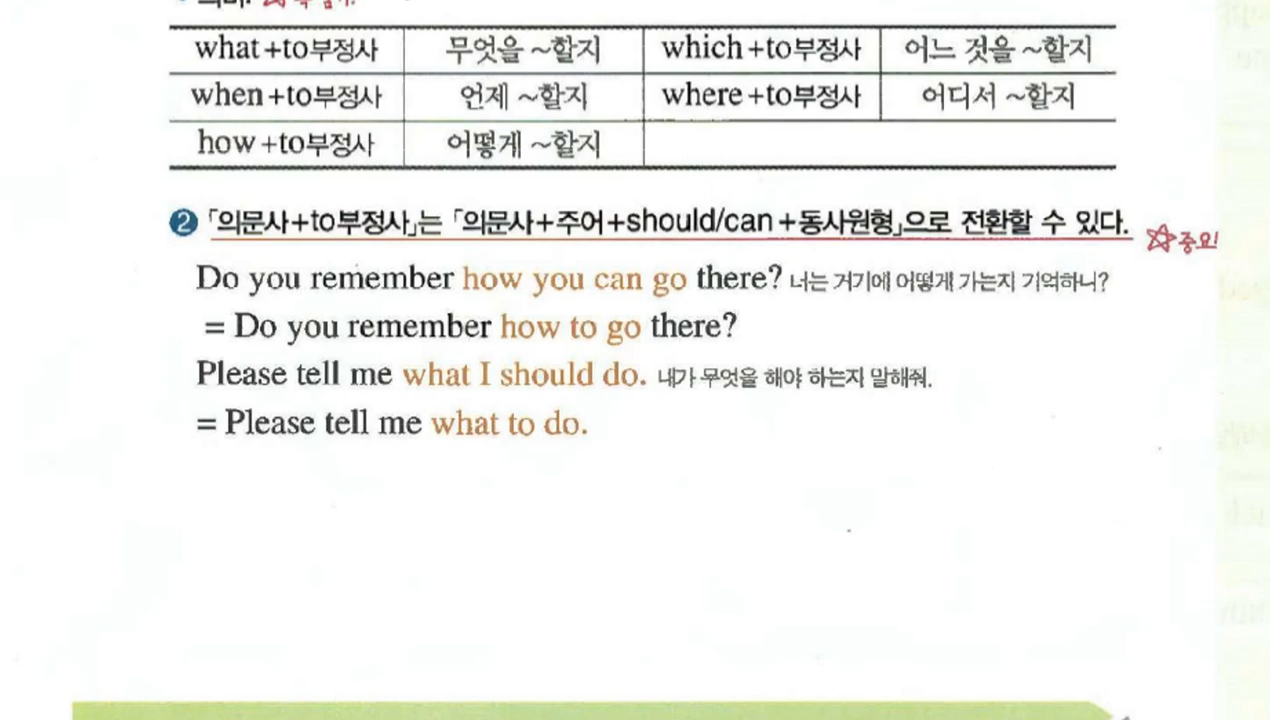 what+to부정사 무엇을 ~할지 which+to부정사 어느 것을 ~할지
when+to부정사 언제 ~할지 where+to부정사 어디서 ~할지
how+to부정사 어떻게 ~할지
2 「의문사+to부정사」는 「의문사+주어+should/can+동사원형」으로 전환할 수 있다. ☆중요!
Do you remember how you can go there? 너는 거기에 어떻게 가는지 기억하니?
= Do you remember how to go there?
Please tell me what I should do. 내가 무엇을 해야 하는지 말해줘.
= Please tell me what to do.